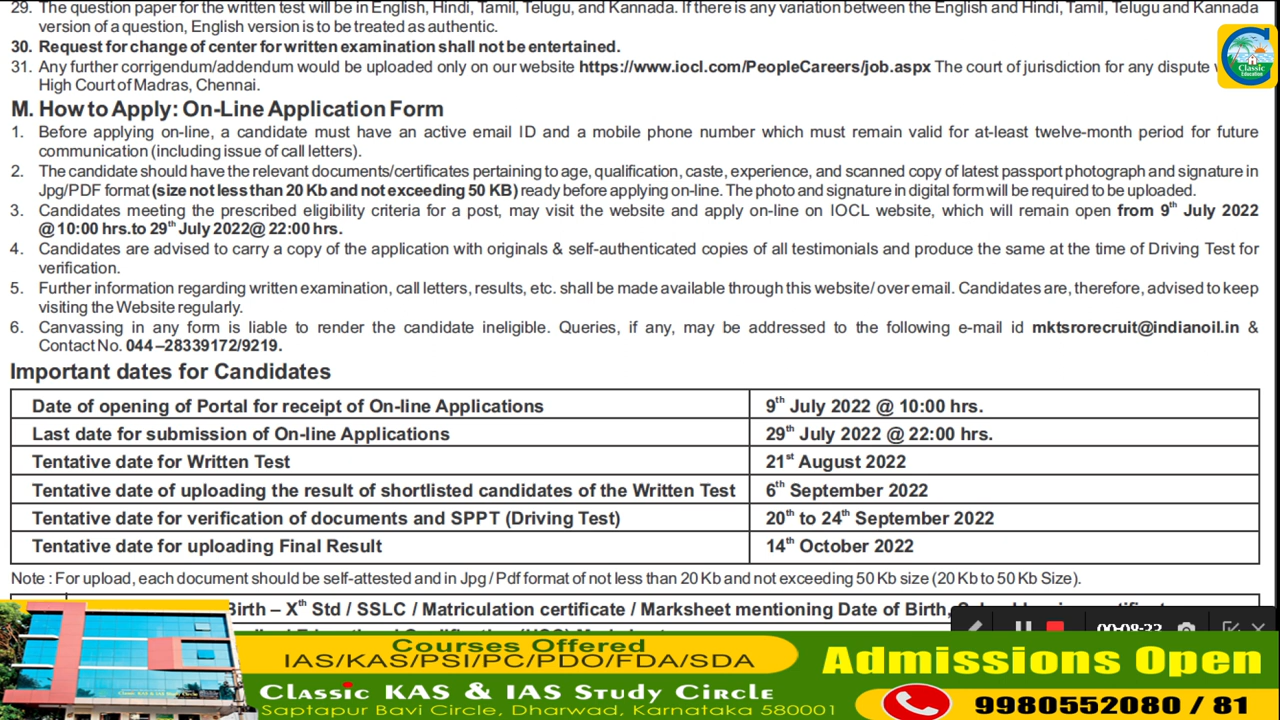 29. The question paper for the written test will be in English, Hindi, Tamil, Telugu, and Kannada. If there is any variation between the English and Hindi, Tamil, Telugu and Kannada
version of a question, English version is to be treated as authentic.
30. Request for change of center for written examination shall not be entertained.
31. Any further corrigendum/addendum would be uploaded only on our website https://www.iocl.com/PeopleCareers/job.aspx The court of jurisdiction for any dispute
High Court of Madras, Chennai.
Classic
Education
M. How to Apply: On-Line Application Form
1. Before applying on-line, a candidate must have an active email ID and a mobile phone number which must remain valid for at-least twelve-month period for future
communication (including issue of call letters).
2. The candidate should have the relevant documents/certificates pertaining to age, qualification, caste, experience, and scanned copy of latest passport photograph and signature in
Jpg/PDF format (size not less than 20 Kb and not exceeding 50 KB) ready before applying on-line. The photo and signature in digital form will be required to be uploaded.
3. Candidates meeting the prescribed eligibility criteria for a post, may visit the website and apply on-line on IOCL website, which will remain open from 9th July 2022
@ 10:00 hrs.to 29th July 2022@ 22:00 hrs.
4. Candidates are advised to carry a copy of the application with originals & self-authenticated copies of all testimonials and produce the same at the time of Driving Test for
verification.
5. Further information regarding written examination, call letters, results, etc. shall be made available through this website/ over email. Candidates are, therefore, advised to keep
visiting the Website regularly.
6. Canvassing in any form is liable to render the candidate ineligible. Queries, if any, may be addressed to the following e-mail id mktsrorecruit@indianoil.in &
Contact No. 044 –28339172/9219.
Important dates for Candidates
Date of opening of Portal for receipt of On-line Applications 9th July 2022 @ 10:00 hrs.
Last date for submission of On-line Applications 29th July 2022 @ 22:00 hrs.
Tentative date for Written Test 21st August 2022
Tentative date of uploading the result of shortlisted candidates of the Written Test 6th September 2022
Tentative date for verification of documents and SPPT (Driving Test) 20th to 24th September 2022
Tentative date for uploading Final Result 14th October 2022
Note : For upload, each document should be self-attested and in Jpg / Pdf format of not less than 20 Kb and not exceeding 50 Kb size (20 Kb to 50 Kb Size).
Birth – Xth Std / SSLC / Matriculation certificate / Marksheet mentioning Date of Birth,
00:08:33
Courses Offered
IAS/KAS/PSI/PC/PDO/FDA/SDA
Classic KAS & IAS Study Circle
Saptapur Bavi Circle, Dharwad, Karnataka 580001
Admissions Open
9980552080 / 81